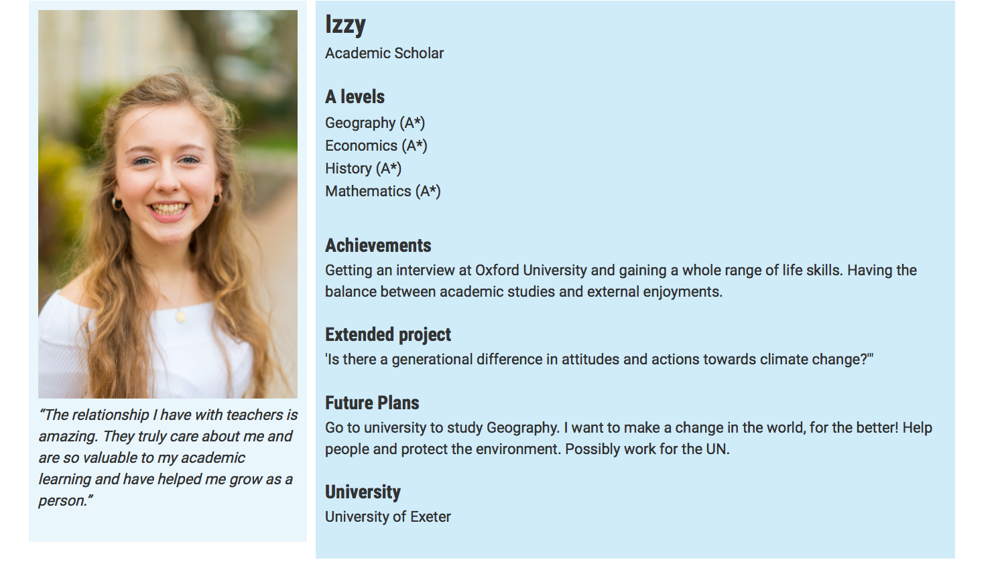 Izzy
Academic Scholar
A levels
Geography (A*)
Economics (A*)
History (A*)
Mathematics (A*)
Achievements
Getting an interview at Oxford University and gaining a whole range of life skills. Having the
balance between academic studies and external enjoyments.
Extended project
'Is there a generational difference in attitudes and actions towards climate change?'"
Future Plans
Go to university to study Geography. I want to make a change in the world, for the better! Help
people and protect the environment. Possibly work for the UN.
University
University of Exeter
“The relationship I have with teachers is
amazing. They truly care about me and
are so valuable to my academic
learning and have helped me grow as a
person.”